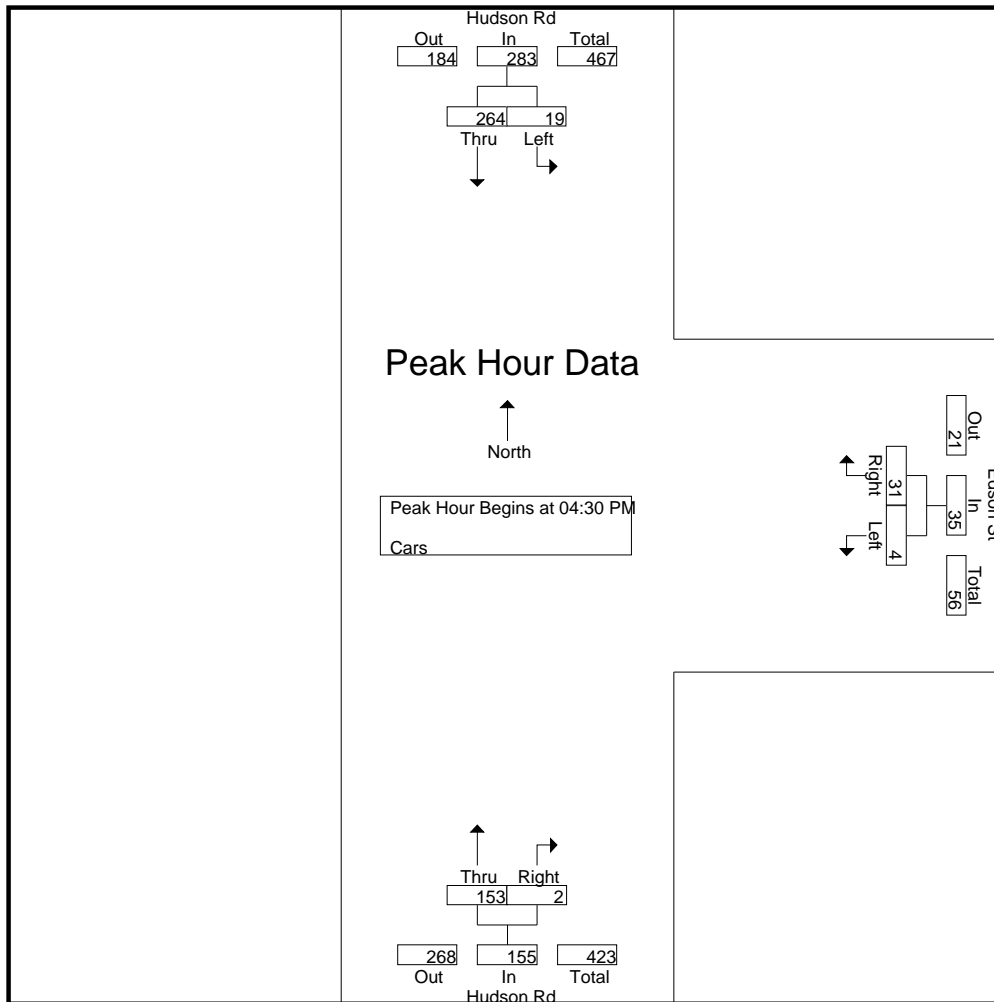 Hudson Rd
Out In Total
184 283 467
264 19
Thru Left
Peak Hour Data
North
Peak Hour Begins at 04:30 PM
Cars
Right Left
31 4
Out In Total
21 35 56
Thru Right
153 2
268 155 423
Out In Total
Hudson Rd